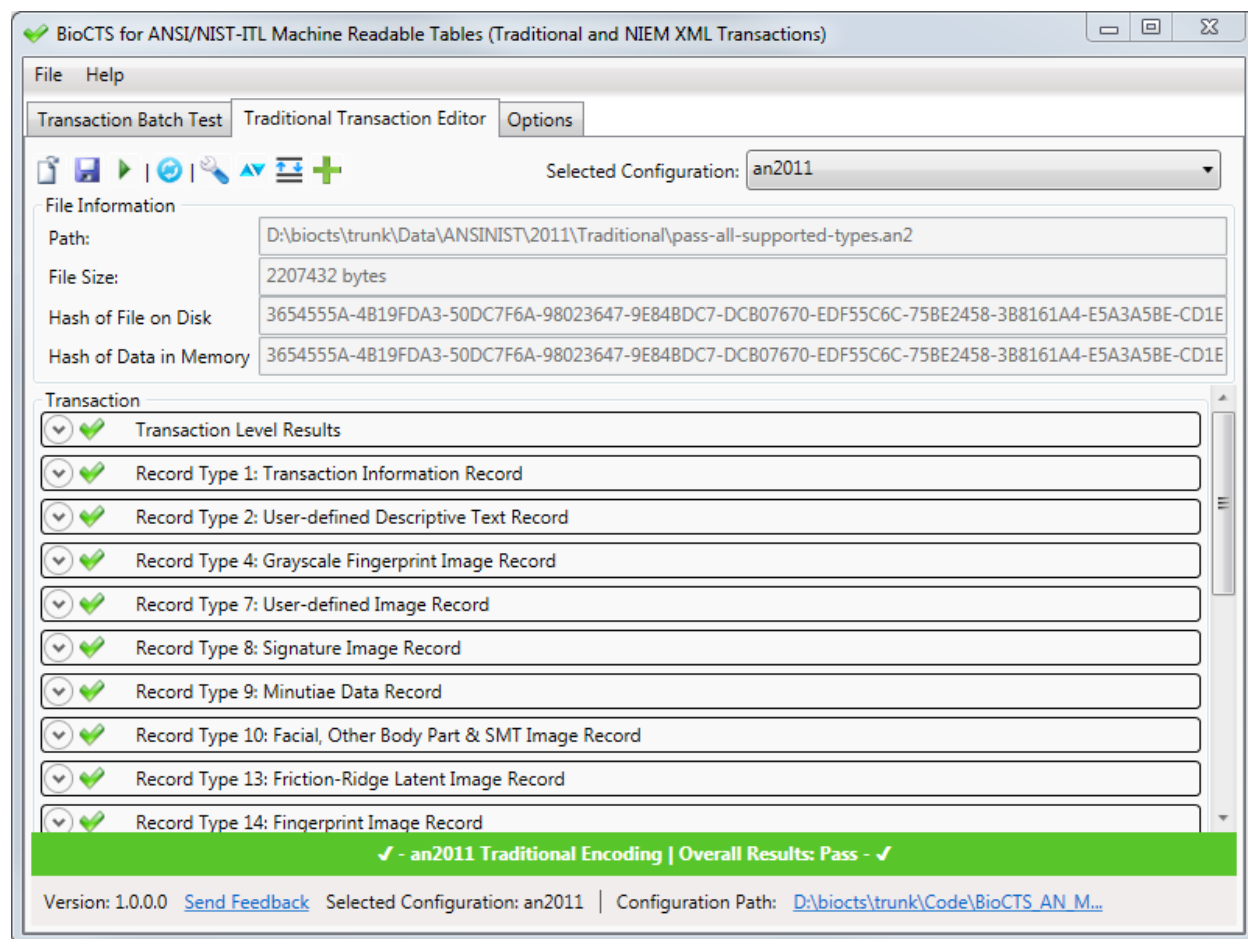 BioCTS for ANSI/NIST-ITL Machine Readable Tables (Traditional and NIEM XML Transactions)
File Help
Transaction Batch Test Traditional Transaction Editor Options
Selected Configuration: an2011
File Information
Path: D:\biocts\trunk\Data\ANSINIST\2011\Traditional\pass-all-supported-types.an2
File Size: 2207432 bytes
Hash of File on Disk 3654555A-4B19FDA3-50DC7F6A-98023647-9E84BDC7-DCB07670-EDF55C6C-75BE2458-3B8161A4-E5A3A5BE-CD1E
Hash of Data in Memory 3654555A-4B19FDA3-50DC7F6A-98023647-9E84BDC7-DCB07670-EDF55C6C-75BE2458-3B8161A4-E5A3A5BE-CD1E
Transaction
Transaction Level Results
Record Type 1: Transaction Information Record
Record Type 2: User-defined Descriptive Text Record
Record Type 4: Grayscale Fingerprint Image Record
Record Type 7: User-defined Image Record
Record Type 8: Signature Image Record
Record Type 9: Minutiae Data Record
Record Type 10: Facial, Other Body Part & SMT Image Record
Record Type 13: Friction-Ridge Latent Image Record
Record Type 14: Fingerprint Image Record
✓ - an2011 Traditional Encoding | Overall Results: Pass - ✓
Version: 1.0.0.0 Send Feedback Selected Configuration: an2011 | Configuration Path: D:\biocts\trunk\Code\BioCTS_AN_M...